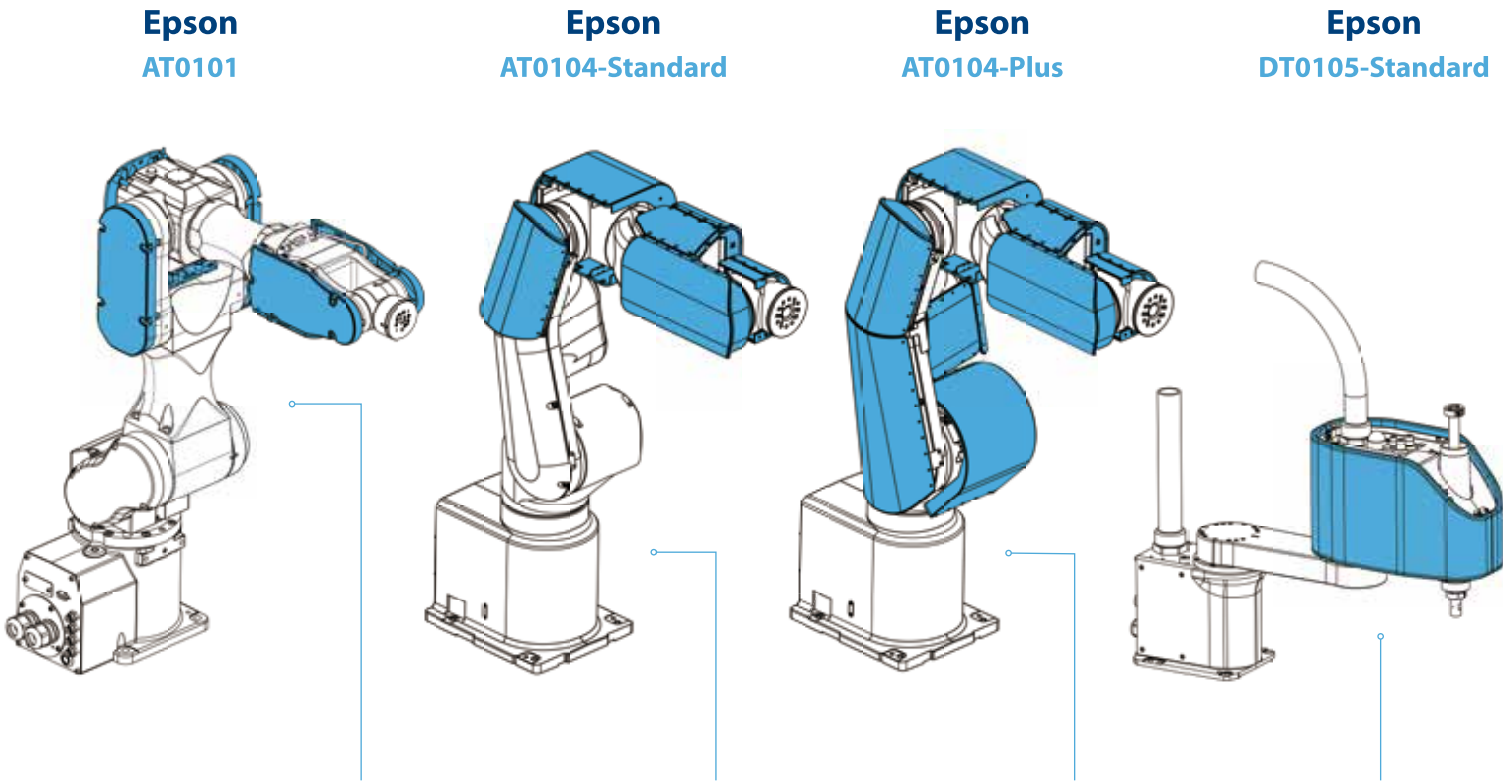 Epson
AT0101
Epson
AT0104-Standard
Epson
AT0104-Plus
Epson
DT0105-Standard